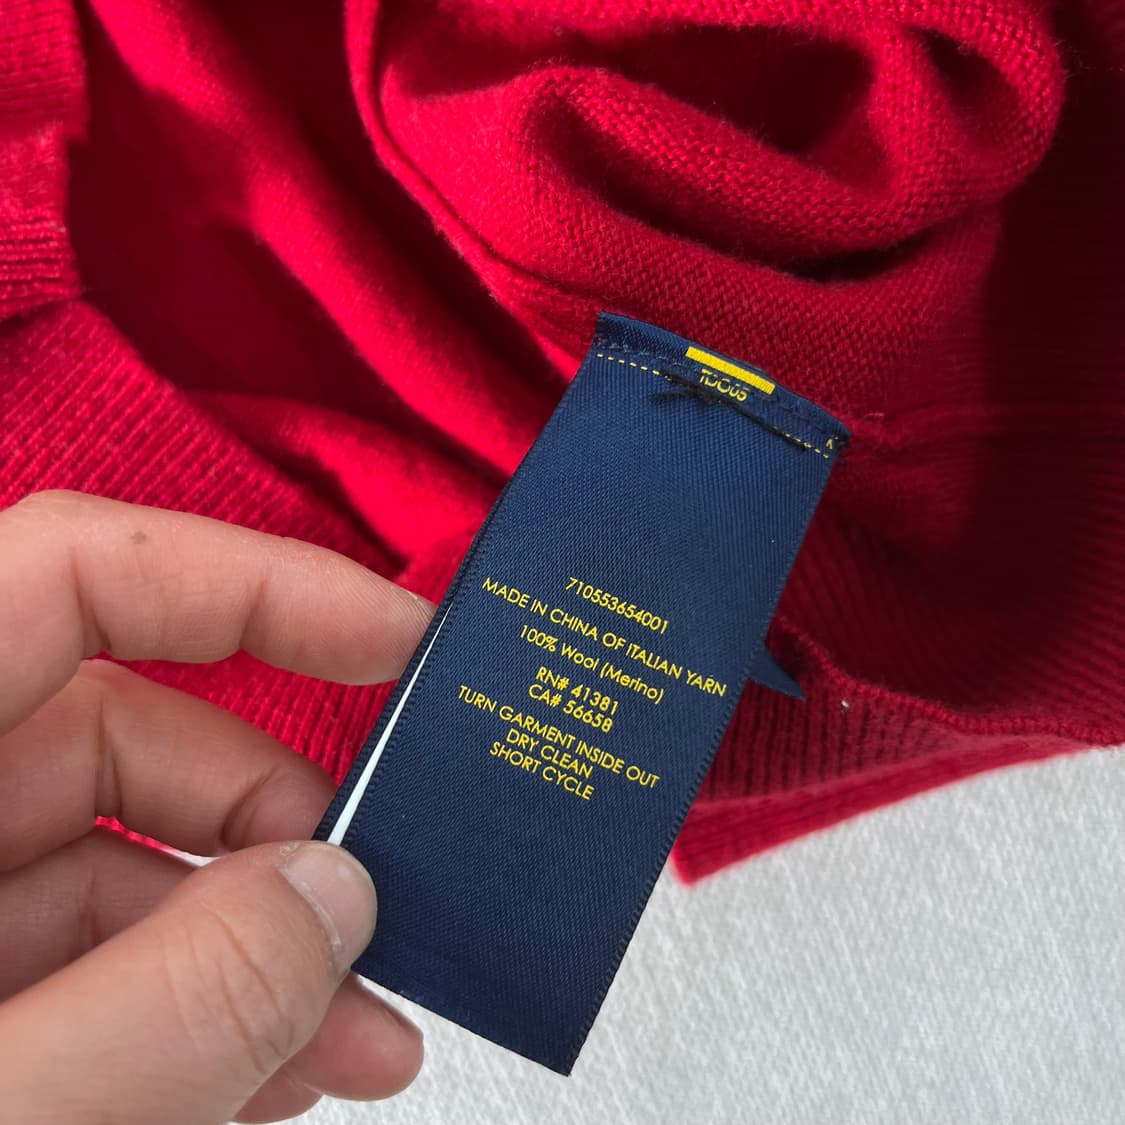 710553654001
MADE IN CHINA OF ITALIAN YARN
100% Wool (Merino)
RN# 41381
CA# 56658
TURN GARMENT INSIDE OUT
DRY CLEAN
SHORT CYCLE